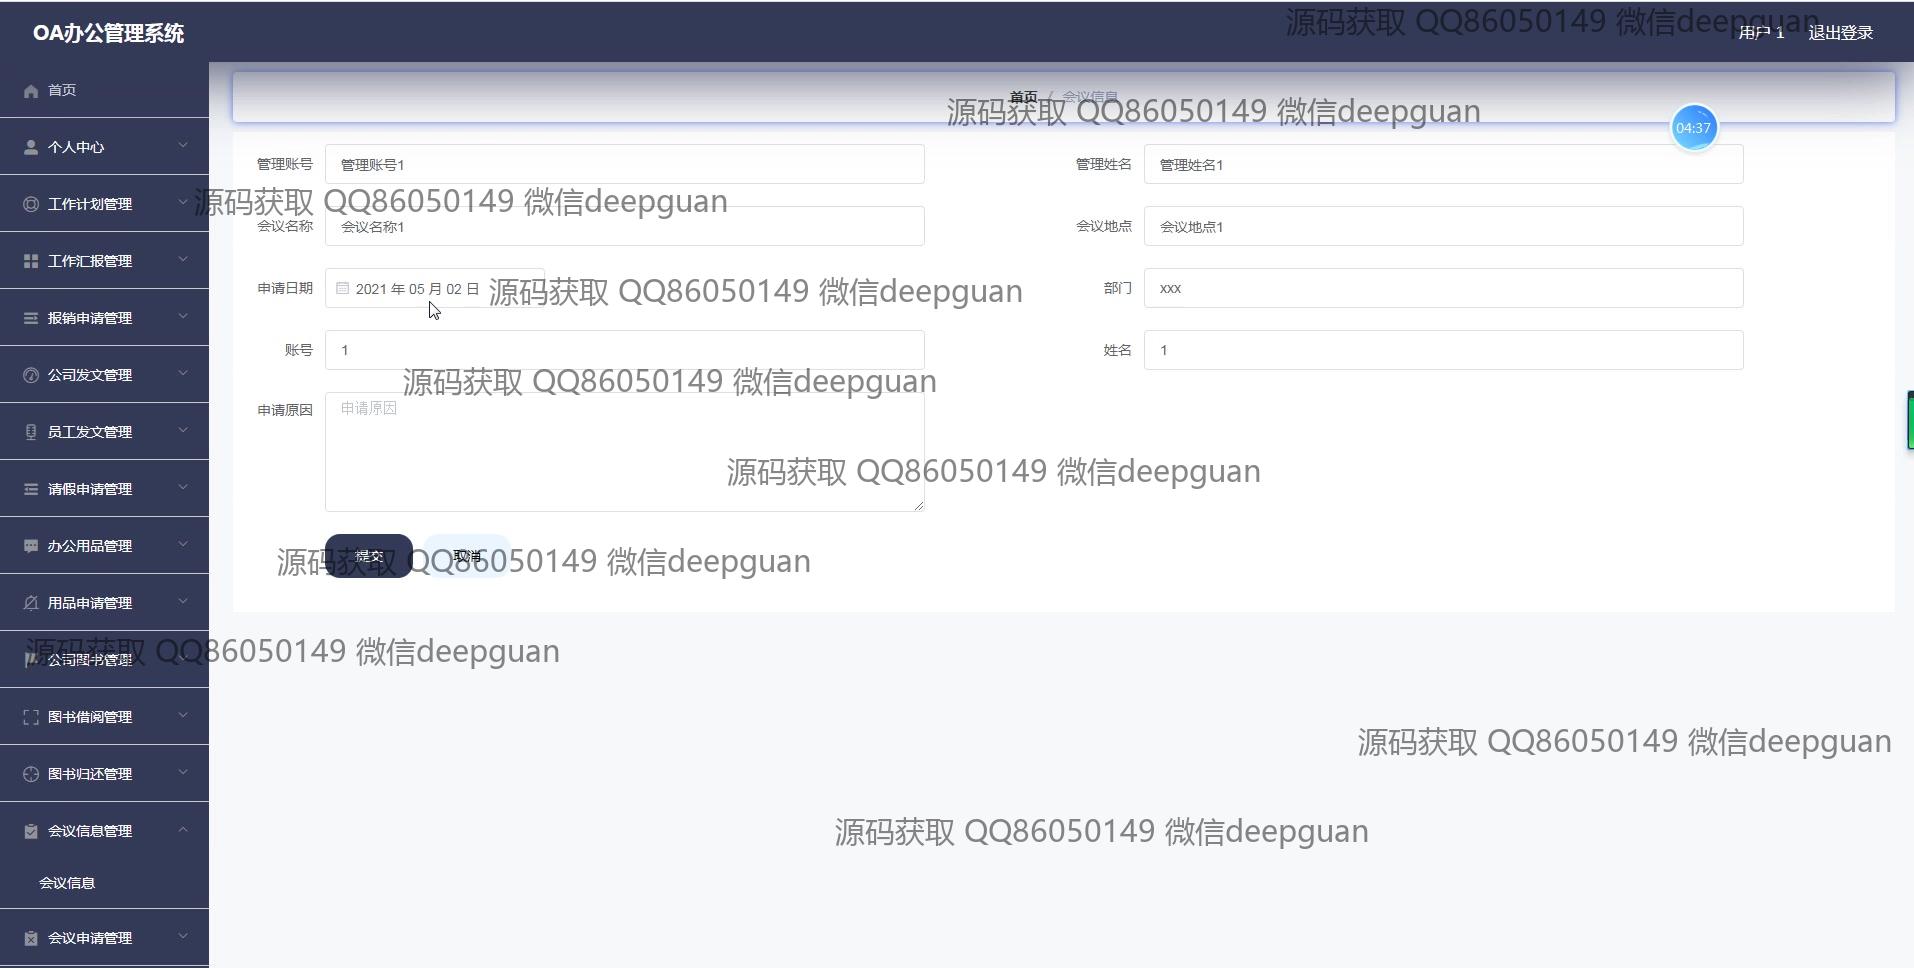 OA办公管理系统
源码获取 QQ86050149 微信deepguan
用户 1
退出登录
首页
个人中心
工作计划管理
工作汇报管理
报销申请管理
公司发文管理
员工发文管理
请假申请管理
办公用品管理
用品申请管理
公司图书管理
图书借阅管理
图书归还管理
会议信息管理
会议信息
会议申请管理
首页 / 会议信息
源码获取 QQ86050149 微信deepguan
04:37
管理账号 管理账号1
管理姓名 管理姓名1
源码获取 QQ86050149 微信deepguan
会议名称 会议名称1
会议地点 会议地点1
申请日期 2021 年 05 月 02 日
源码获取 QQ86050149 微信deepguan
部门 xxx
账号 1
姓名 1
源码获取 QQ86050149 微信deepguan
申请原因 申请原因
源码获取 QQ86050149 微信deepguan
提交 取消
源码获取 QQ86050149 微信deepguan
源码获取 QQ86050149 微信deepguan
源码获取 QQ86050149 微信deepguan
源码获取 QQ86050149 微信deepguan